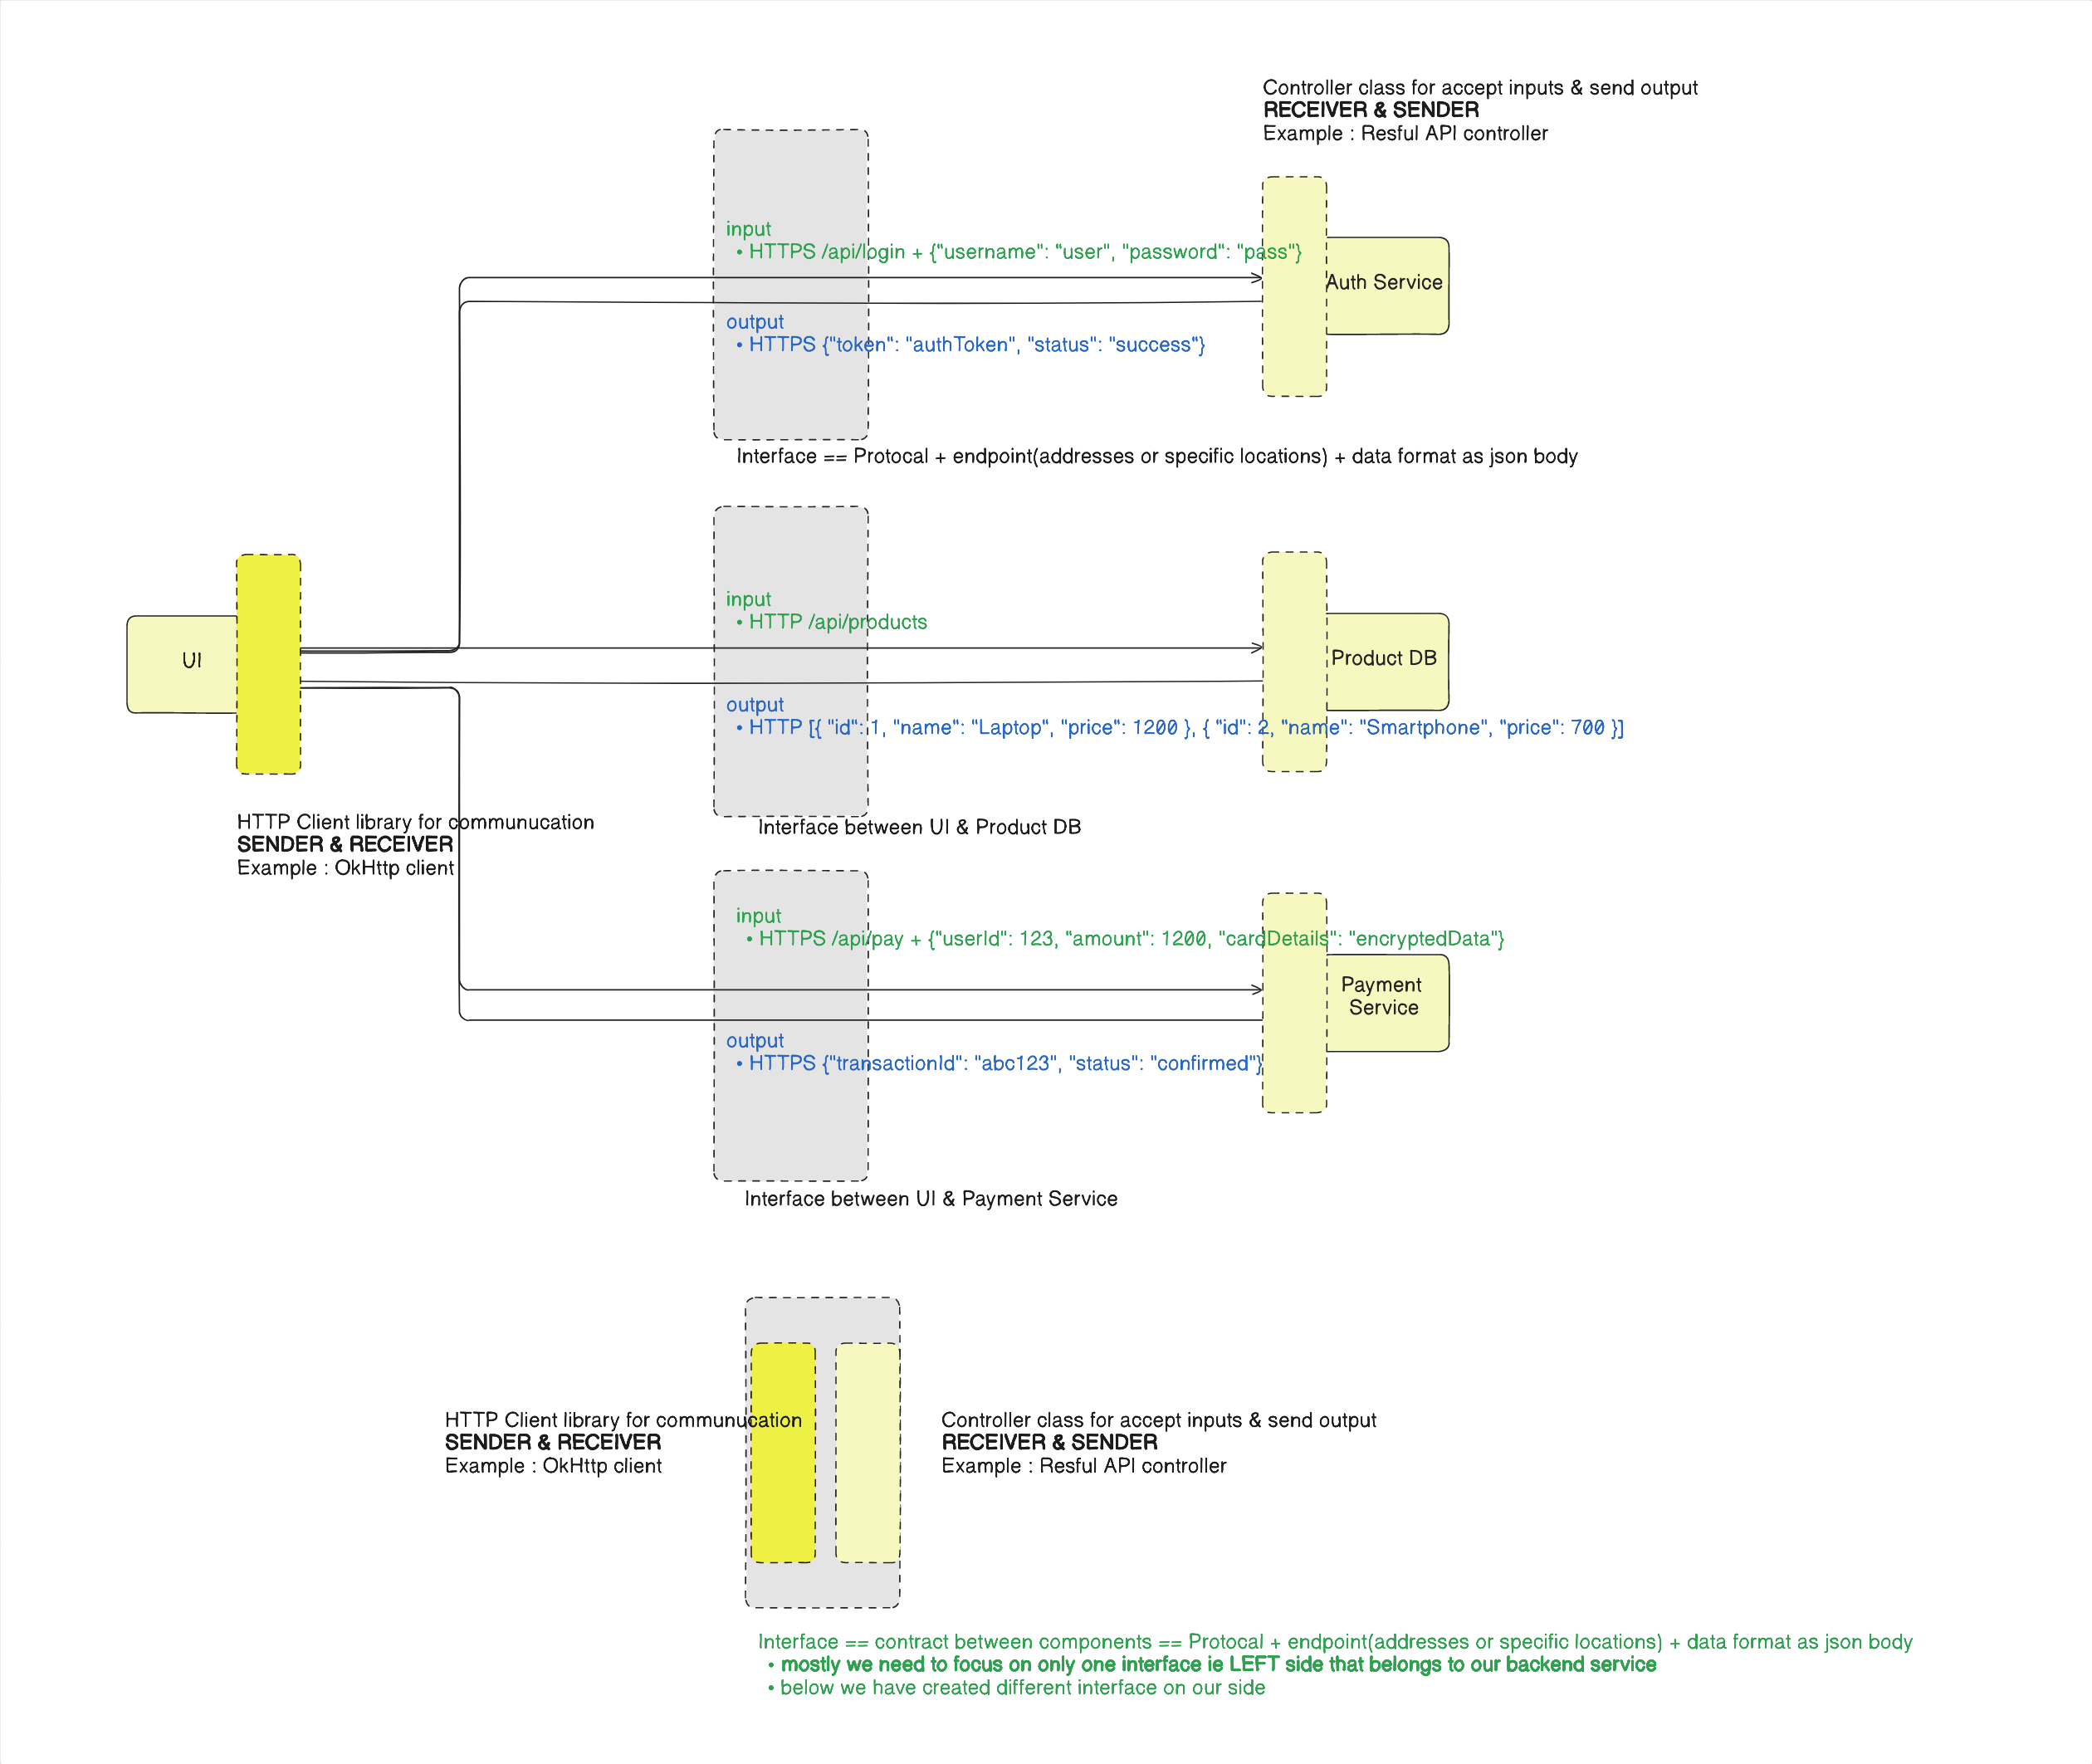 Controller class for accept inputs & send output
RECEIVER & SENDER
Example : Resful API controller
input
• HTTPS /api/login + {"username": "user", "password": "pass"}
Auth Service
output
• HTTPS {"token": "authToken", "status": "success"}
Interface == Protocal + endpoint(addresses or specific locations) + data format as json body
input
• HTTP /api/products
UI
Product DB
output
• HTTP [{ "id": 1, "name": "Laptop", "price": 1200 }, { "id": 2, "name": "Smartphone", "price": 700 }]
HTTP Client library for communucation
SENDER & RECEIVER
Example : OkHttp client
Interface between UI & Product DB
input
• HTTPS /api/pay + {"userId": 123, "amount": 1200, "cardDetails": "encryptedData"}
Payment
Service
output
• HTTPS {"transactionId": "abc123", "status": "confirmed"}
Interface between UI & Payment Service
HTTP Client library for communucation
SENDER & RECEIVER
Example : OkHttp client
Controller class for accept inputs & send output
RECEIVER & SENDER
Example : Resful API controller
Interface == contract between components == Protocal + endpoint(addresses or specific locations) + data format as json body
• mostly we need to focus on only one interface ie LEFT side that belongs to our backend service
• below we have created different interface on our side